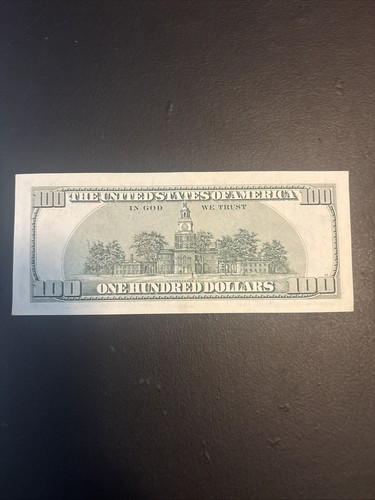 100 THE UNITED STATES OF AMERICA 100
IN GOD WE TRUST
100 ONE HUNDRED DOLLARS 100